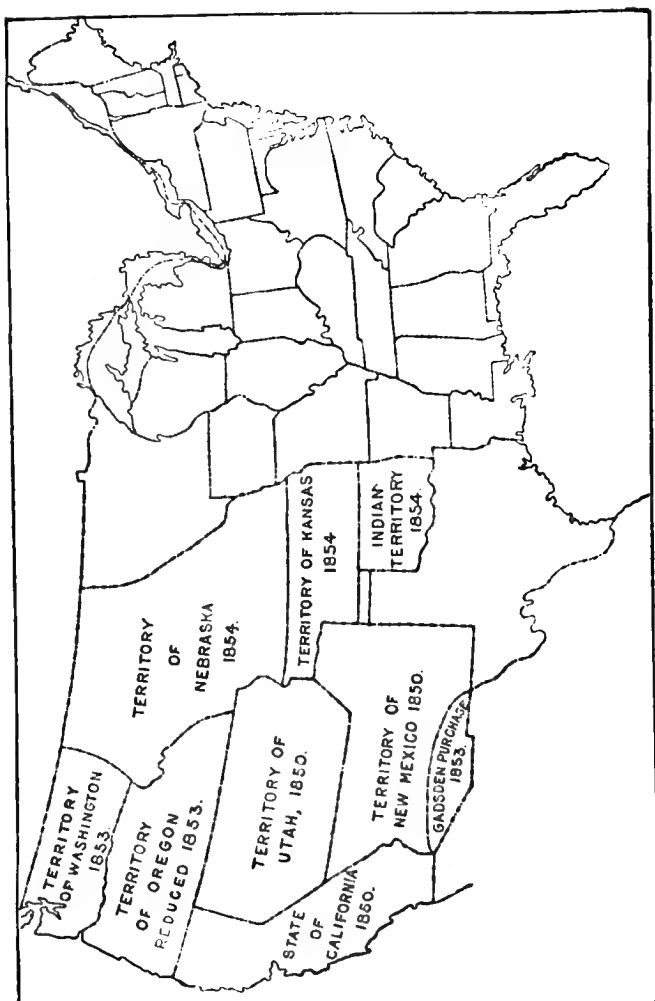 TERRITORY
OF WASHINGTON
1853.
TERRITORY
OF OREGON
REDUCED 1853.
TERRITORY
OF
NEBRASKA
1854.
TERRITORY OF KANSAS
1854
INDIAN
TERRITORY
1854.
TERRITORY OF
UTAH, 1850.
STATE
OF
CALIFORNIA
1850.
TERRITORY OF
NEW MEXICO 1850.
GADSDEN PURCHASE
1853.